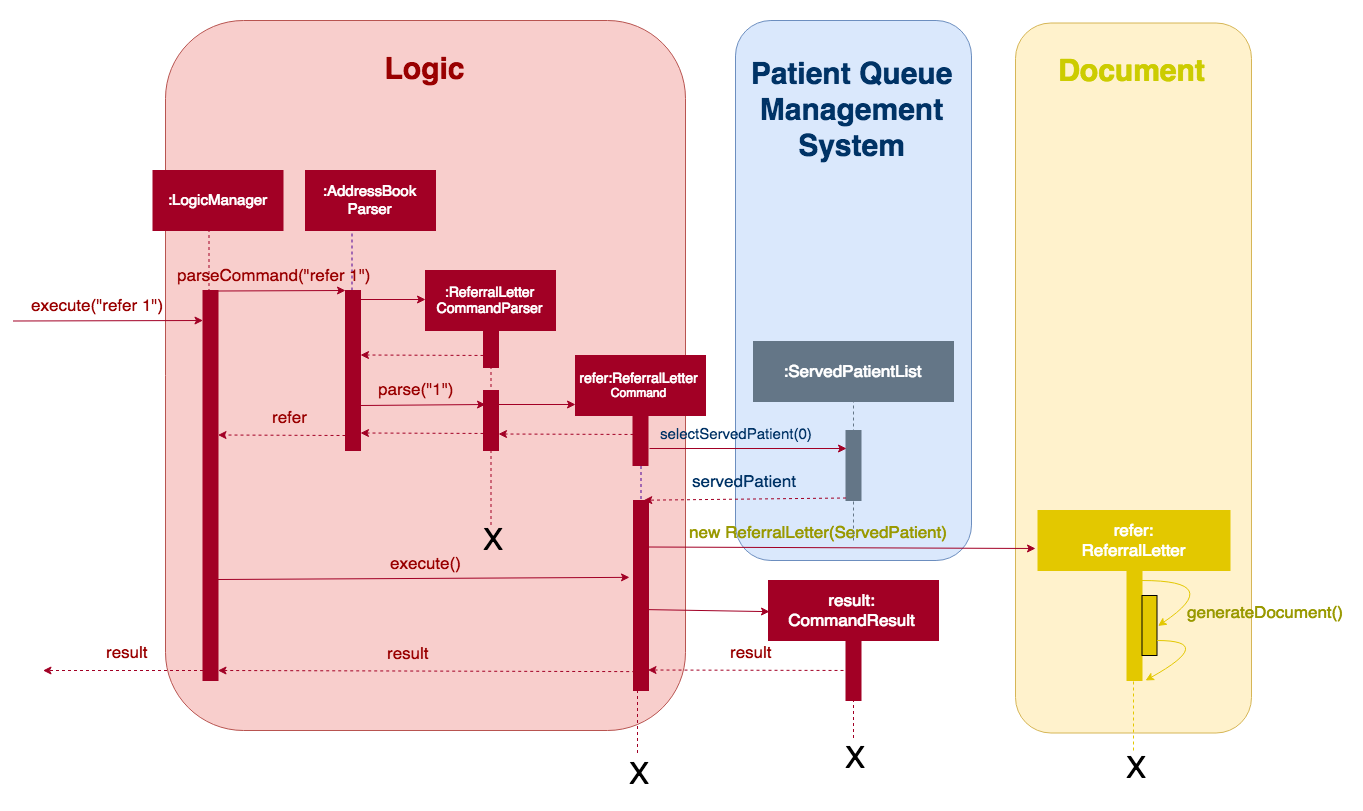 Logic
Patient Queue
Management
System
Document
:LogicManager
:AddressBook
Parser
parseCommand("refer 1")
execute("refer 1")
:ReferralLetter
CommandParser
:ServedPatientList
refer:ReferralLetter
Command
parse("1")
refer
selectServedPatient(0)
servedPatient
new ReferralLetter(ServedPatient)
refer:
ReferralLetter
X
execute()
result:
CommandResult
generateDocument()
result
result
result
X
X
X